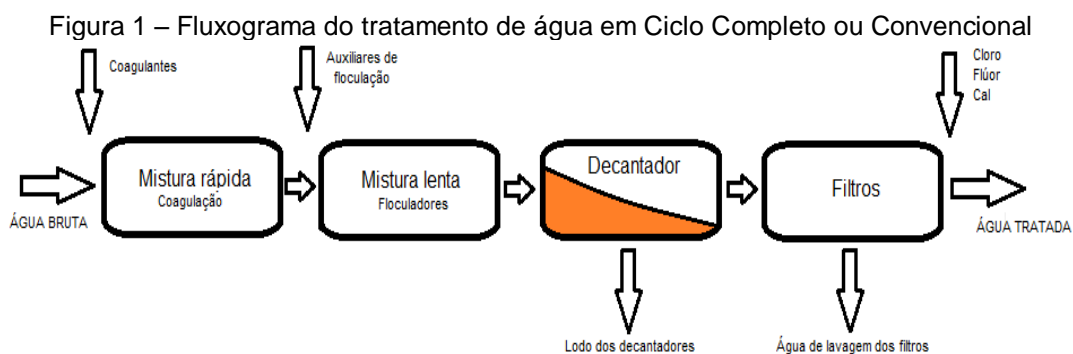 Figura 1 – Fluxograma do tratamento de água em Ciclo Completo ou Convencional
Coagulantes
Auxiliares de
floculação
Cloro
Flúor
Cal
Mistura rápida
Coagulação
Mistura lenta
Floculadores
Decantador
Filtros
ÁGUA BRUTA
ÁGUA TRATADA
Lodo dos decantadores
Água de lavagem dos filtros